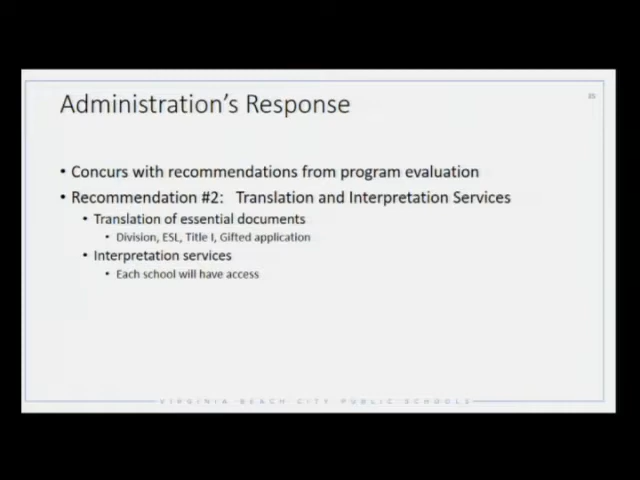 Administration's Response
• Concurs with recommendations from program evaluation
• Recommendation #2: Translation and Interpretation Services
• Translation of essential documents
• Division, ESL, Title I, Gifted application
• Interpretation services
• Each school will have access
VIRGINIA BEACH CITY PUBLIC SCHOOLS